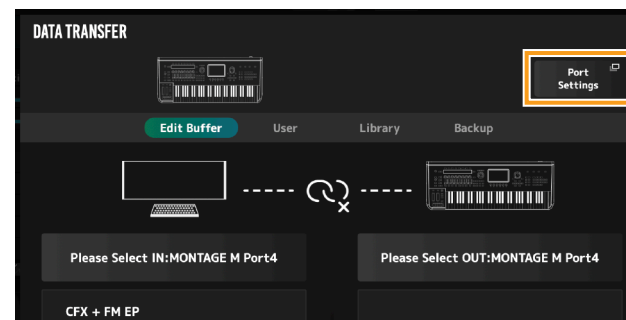 DATA TRANSFER
Port
Settings
Edit Buffer User Library Backup
Please Select IN:MONTAGE M Port4
Please Select OUT:MONTAGE M Port4
CFX + FM EP